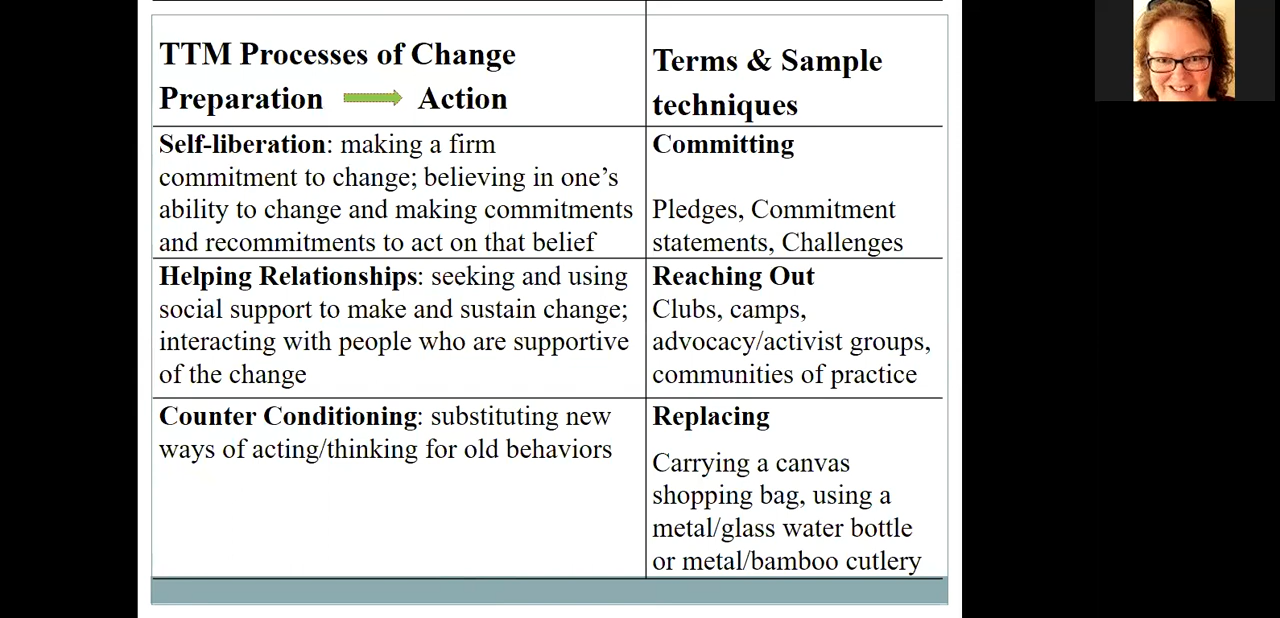 TTM Processes of Change
Preparation Action
Terms & Sample
techniques
Self-liberation: making a firm
commitment to change; believing in one’s
ability to change and making commitments
and recommitments to act on that belief
Committing
Pledges, Commitment
statements, Challenges
Helping Relationships: seeking and using
social support to make and sustain change;
interacting with people who are supportive
of the change
Reaching Out
Clubs, camps,
advocacy/activist groups,
communities of practice
Counter Conditioning: substituting new
ways of acting/thinking for old behaviors
Replacing
Carrying a canvas
shopping bag, using a
metal/glass water bottle
or metal/bamboo cutlery